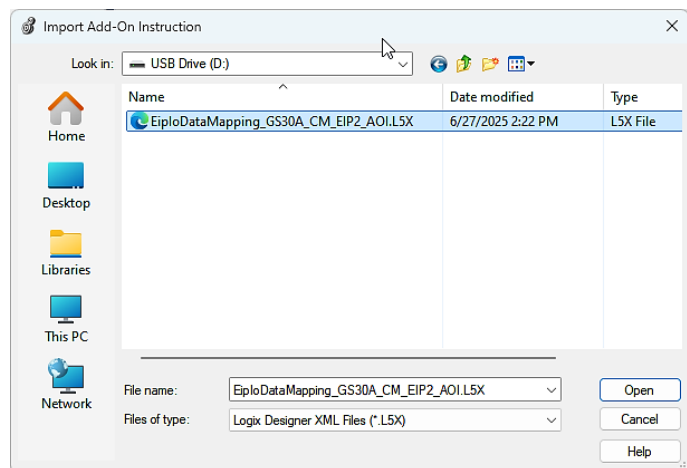 Import Add-On Instruction
Look in: USB Drive (D:)
Name Date modified Type
EiploDataMapping_GS30A_CM_EIP2_AOI.L5X 6/27/2025 2:22 PM L5X File
Home
Desktop
Libraries
This PC
Network
File name: EiploDataMapping_GS30A_CM_EIP2_AOI.L5X Open
Files of type: Logix Designer XML Files (*.L5X) Cancel
Help